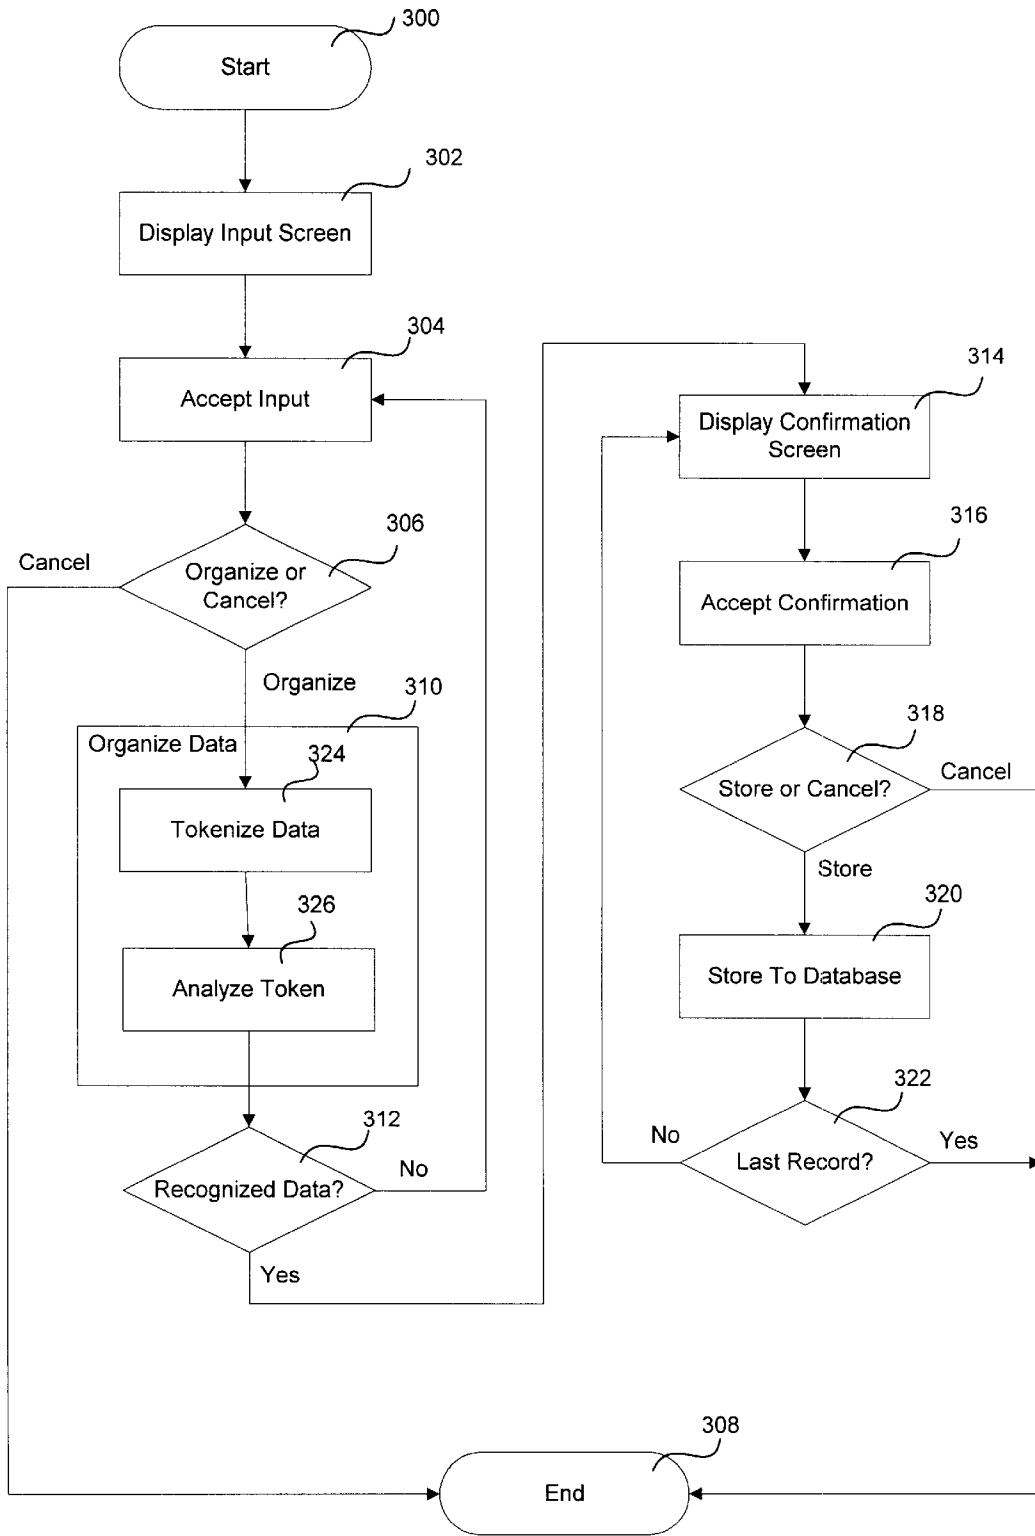 300
Start
302
Display Input Screen
304
Accept Input
306
Cancel
Organize or
Cancel?
Organize
310
Organize Data
324
Tokenize Data
326
Analyze Token
312
Recognized Data?
No
Yes
314
Display Confirmation
Screen
316
Accept Confirmation
318
Store or Cancel?
Cancel
Store
320
Store To Database
322
No
Last Record?
Yes
308
End